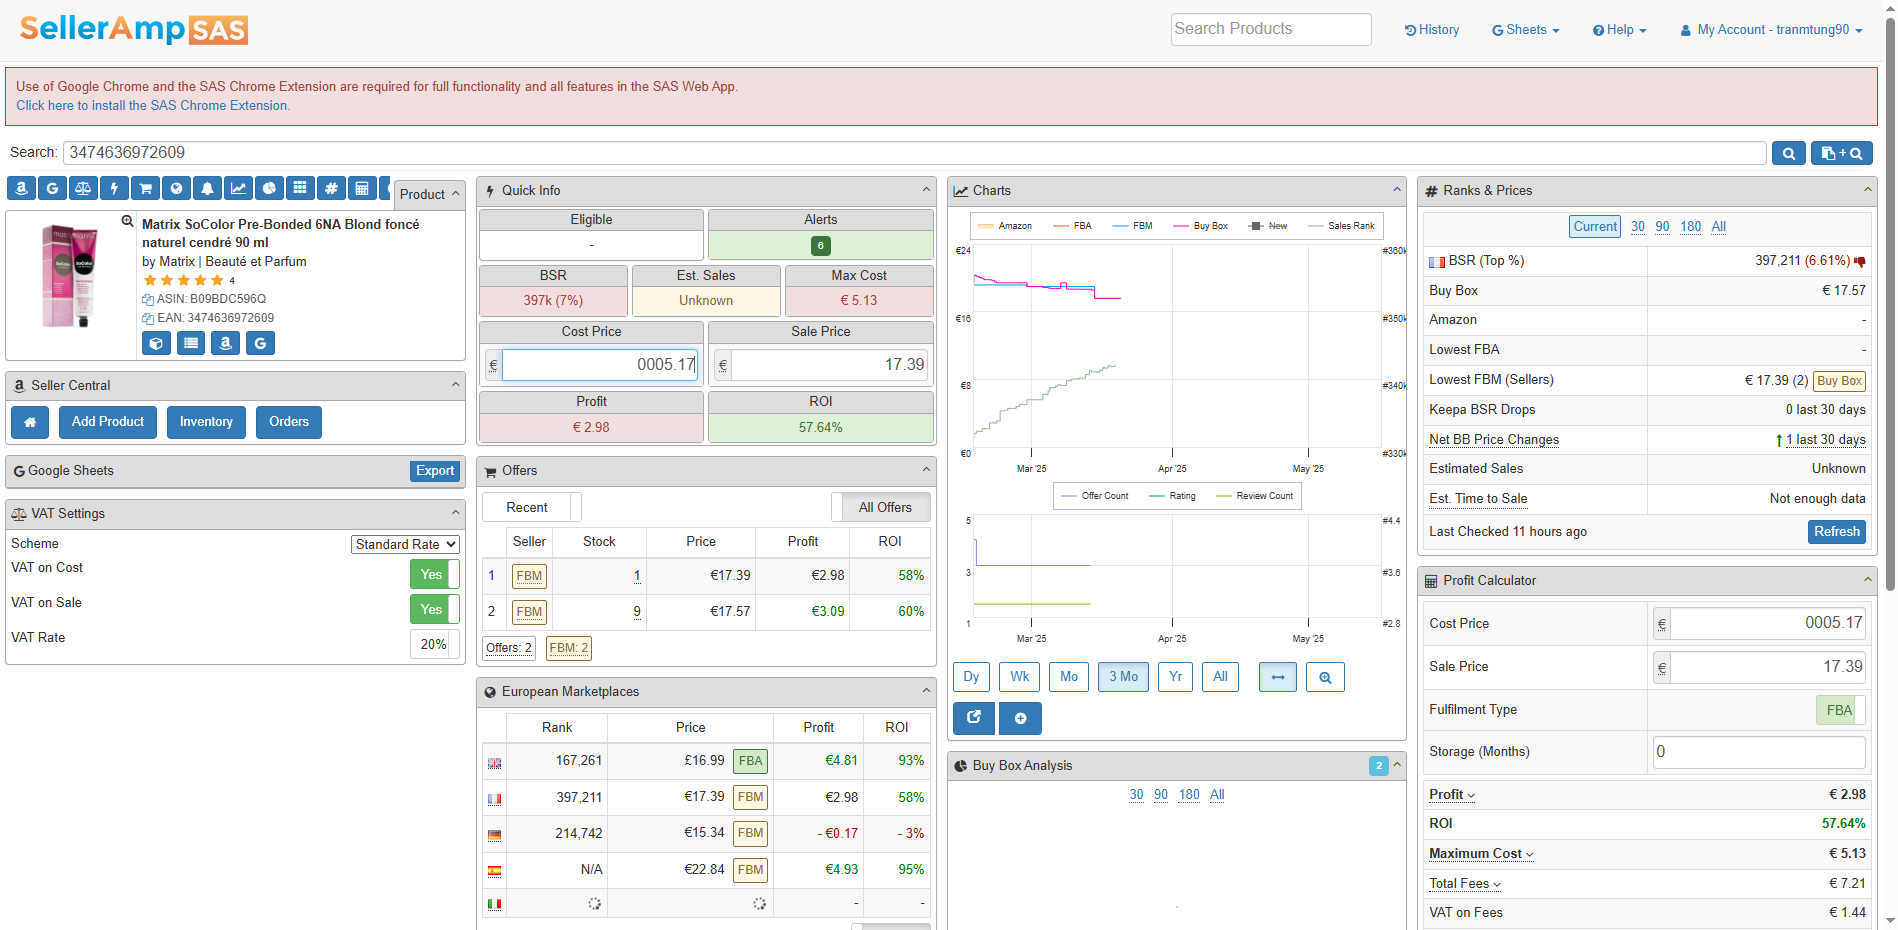 SellerAmp SAS
Search Products
History
Sheets
Help
My Account - tranmtung90
Use of Google Chrome and the SAS Chrome Extension are required for full functionality and all features in the SAS Web App.
Click here to install the SAS Chrome Extension.
Search: 3474636972609
Product
Matrix SoColor Pre-Bonded 6NA Blond foncé
naturel cendré 90 ml
by Matrix | Beauté et Parfum
4
ASIN: B09BDC596Q
EAN: 3474636972609
Seller Central
Add Product Inventory Orders
Google Sheets Export
VAT Settings
Scheme Standard Rate
VAT on Cost Yes
VAT on Sale Yes
VAT Rate 20%
Quick Info
Eligible Alerts
- 6
BSR Est. Sales Max Cost
397k (7%) Unknown € 5.13
Cost Price Sale Price
€ 0005.17 € 17.39
Profit ROI
€ 2.98 57.64%
Offers
Recent All Offers
Seller Stock Price Profit ROI
1 FBM 1 €17.39 €2.98 58%
2 FBM 9 €17.57 €3.09 60%
Offers: 2 FBM: 2
European Marketplaces
Rank Price Profit ROI
167,261 £16.99 FBA €4.81 93%
397,211 €17.39 FBM €2.98 58%
214,742 €15.34 FBM - €0.17 - 3%
N/A €22.84 FBM €4.93 95%
- -
Charts
Amazon FBA FBM Buy Box New Sales Rank
€24 #360k
€16 #350k
€8 #340k
€0 #330k
Mar '25 Apr '25 May '25
Offer Count Rating Review Count
5 #4.4
3 #3.6
1 #2.8
Mar '25 Apr '25 May '25
Dy Wk Mo 3 Mo Yr All
Buy Box Analysis 2
30 90 180 All
Ranks & Prices
Current 30 90 180 All
BSR (Top %) 397,211 (6.61%)
Buy Box € 17.57
Amazon -
Lowest FBA -
Lowest FBM (Sellers) € 17.39 (2) Buy Box
Keepa BSR Drops 0 last 30 days
Net BB Price Changes 1 last 30 days
Estimated Sales Unknown
Est. Time to Sale Not enough data
Last Checked 11 hours ago Refresh
Profit Calculator
Cost Price € 0005.17
Sale Price € 17.39
Fulfilment Type FBA
Storage (Months) 0
Profit € 2.98
ROI 57.64%
Maximum Cost € 5.13
Total Fees € 7.21
VAT on Fees € 1.44